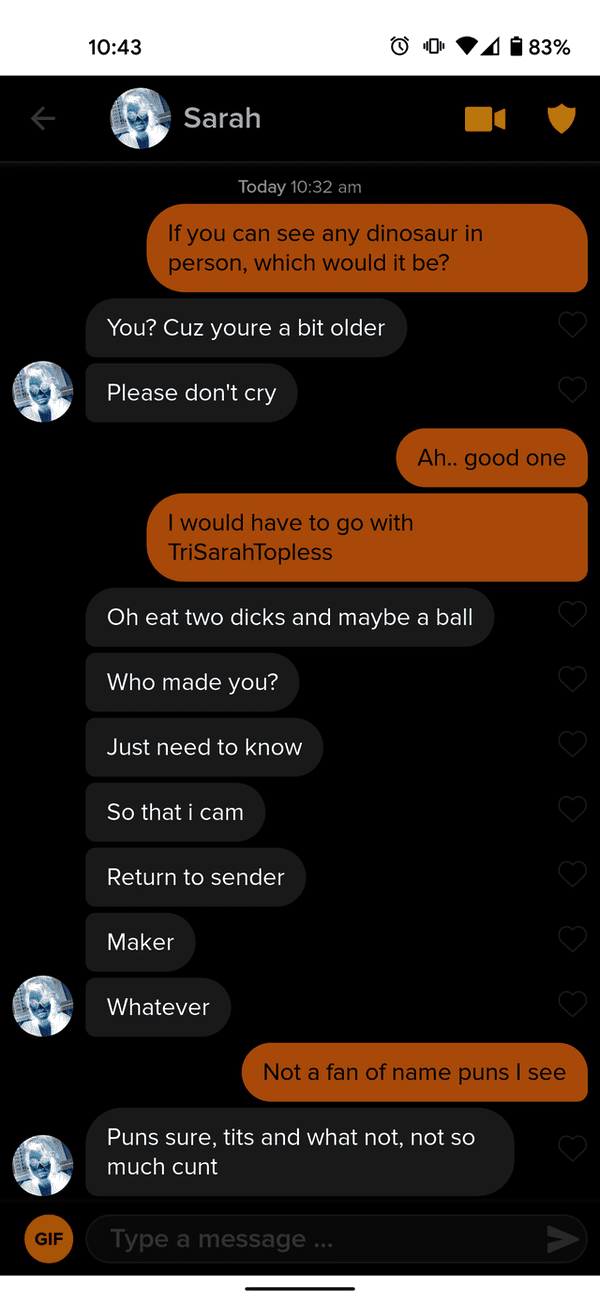 10:43
83%
Sarah
Today 10:32 am
If you can see any dinosaur in
person, which would it be?
You? Cuz youre a bit older
Please don't cry
Ah.. good one
I would have to go with
TriSarahTopless
Oh eat two dicks and maybe a ball
Who made you?
Just need to know
So that i cam
Return to sender
Maker
Whatever
Not a fan of name puns I see
Puns sure, tits and what not, not so
much cunt
GIF
Type a message ...